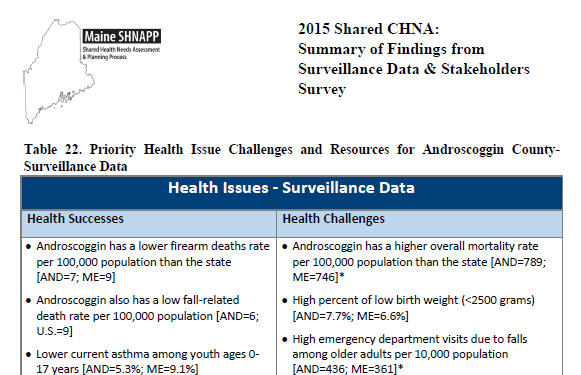 Maine SHNAPP
Shared Health Needs Assessment
& Planning Process
2015 Shared CHNA:
Summary of Findings from
Surveillance Data & Stakeholders
Survey
Table 22. Priority Health Issue Challenges and Resources for Androscoggin County-
Surveillance Data
Health Issues - Surveillance Data
Health Successes
Health Challenges
• Androscoggin has a lower firearm deaths rate
per 100,000 population than the state
[AND=7; ME=9]
• Androscoggin also has a low fall-related
death rate per 100,000 population [AND=6;
U.S.=9]
• Lower current asthma among youth ages 0-
17 years [AND=5.3%; ME=9.1%]
• Androscoggin has a higher overall mortality rate
per 100,000 population than the state [AND=789;
ME=746]*
• High percent of low birth weight (<2500 grams)
[AND=7.7%; ME=6.6%]
• High emergency department visits due to falls
among older adults per 10,000 population
[AND=436; ME=361]*